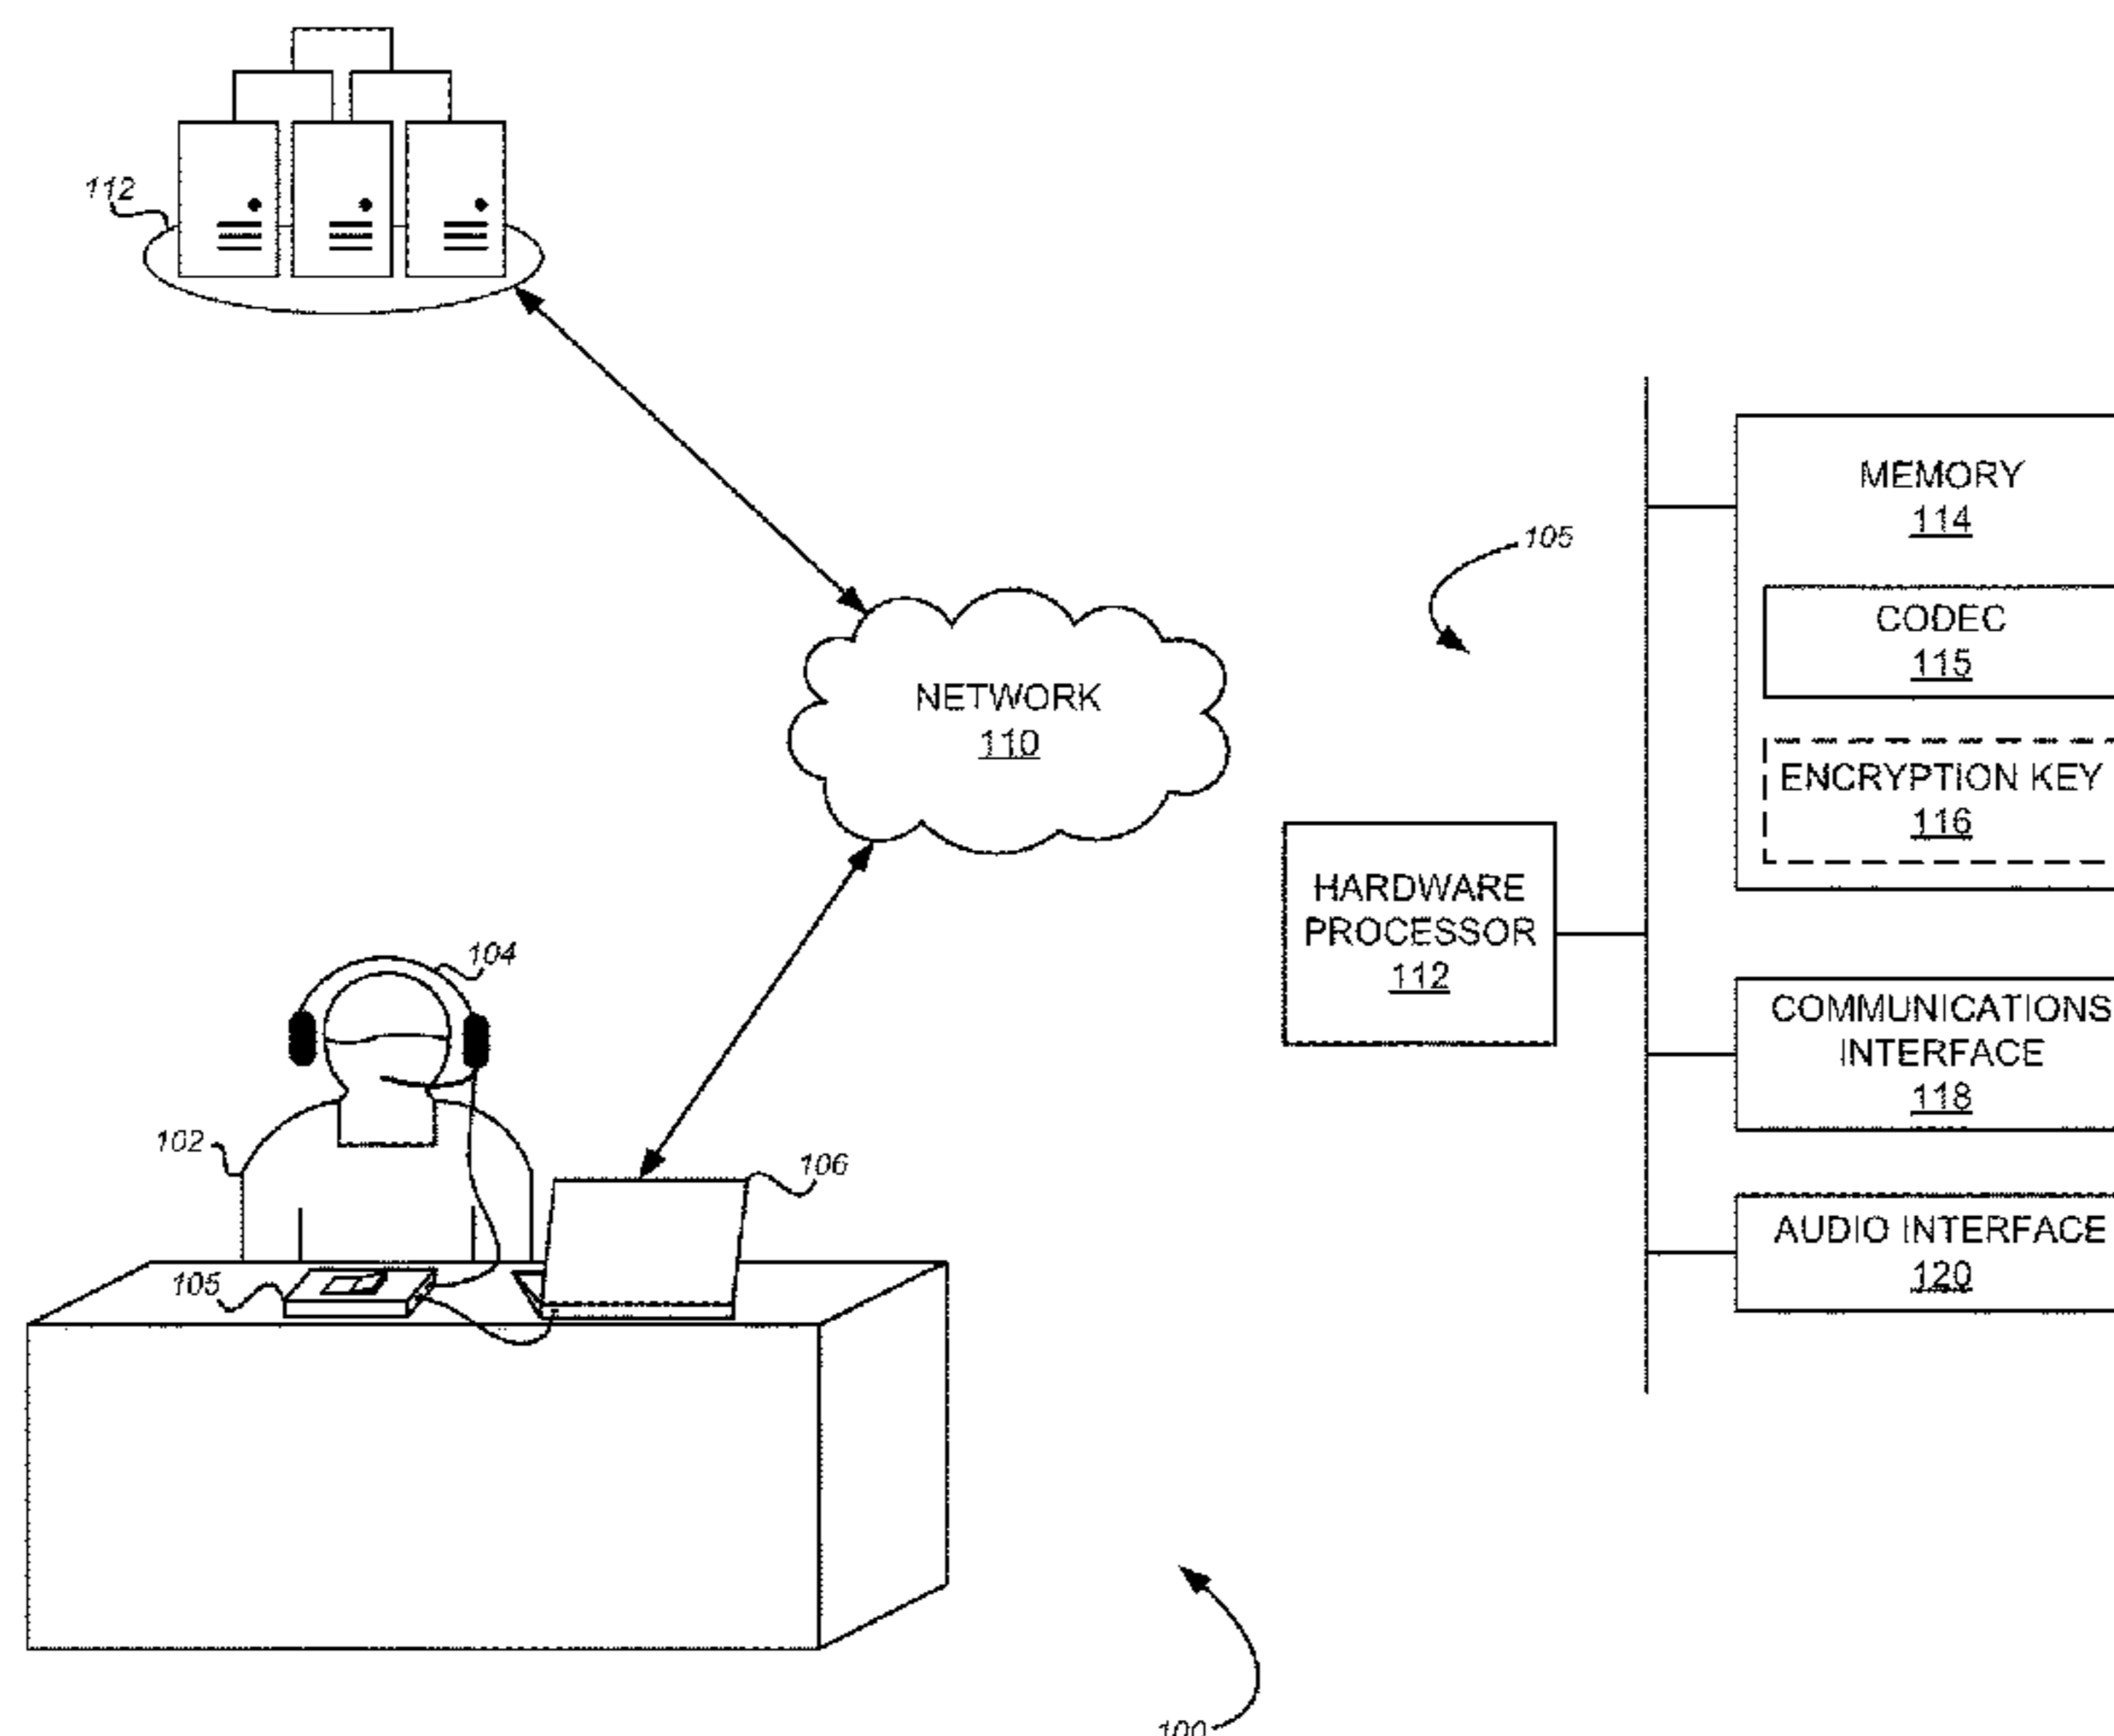 112
MEMORY
114
105
CODEC
115
NETWORK
110
ENCRYPTION KEY
116
HARDWARE
PROCESSOR
112
104
COMMUNICATIONS
INTERFACE
118
102
106
AUDIO INTERFACE
120
105
100